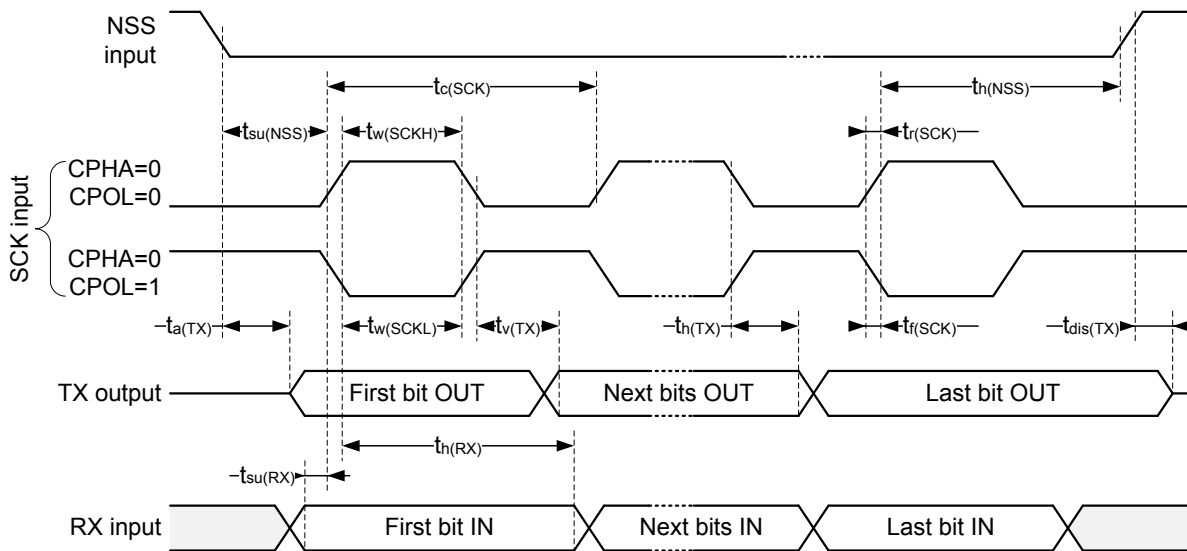 NSS
input
tc(SCK)
th(NSS)
tsu(NSS)
tw(SCKH)
tr(SCK)
SCK input
CPHA=0
CPOL=0
CPHA=0
CPOL=1
ta(TX)
tw(SCKL)
tv(TX)
th(TX)
tf(SCK)
tdis(TX)
TX output
First bit OUT
Next bits OUT
Last bit OUT
th(RX)
tsu(RX)
RX input
First bit IN
Next bits IN
Last bit IN